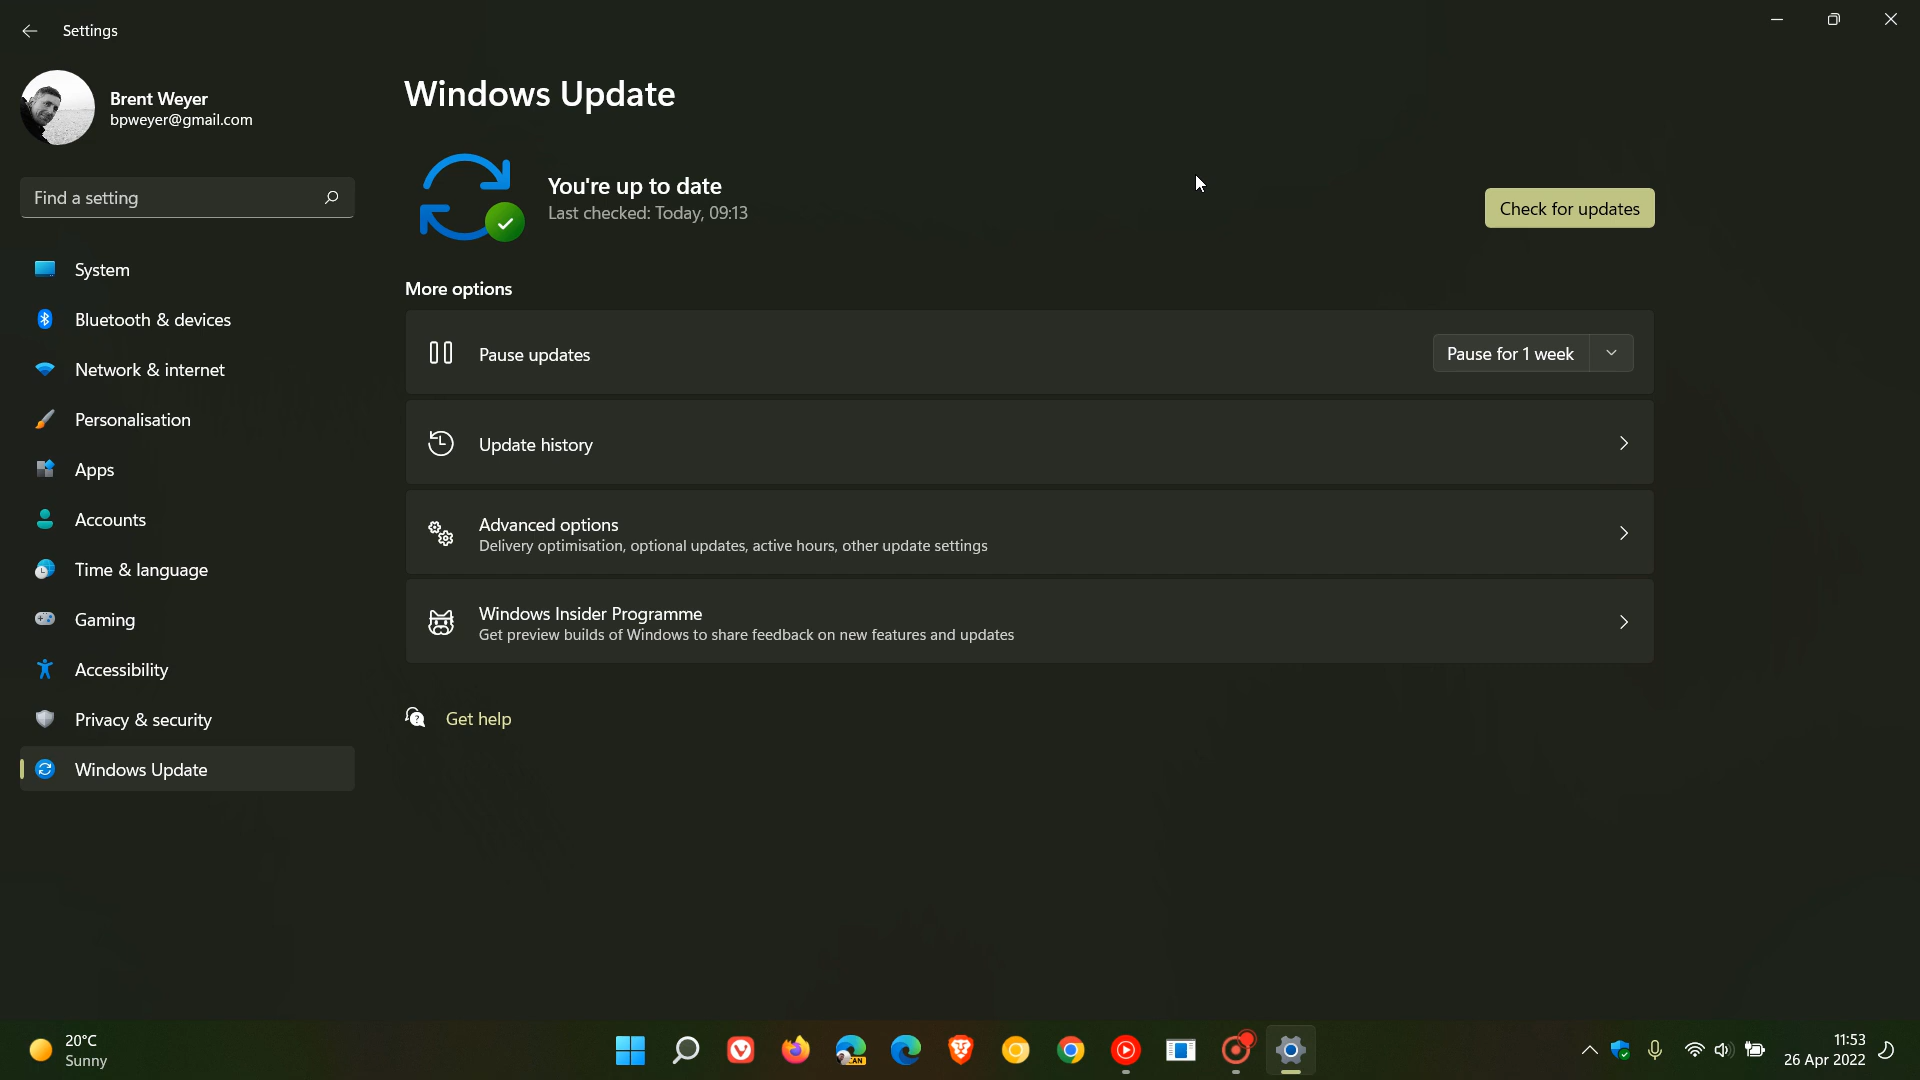 Settings
Brent Weyer
bpweyer@gmail.com
Find a setting
System
Bluetooth & devices
Network & internet
Personalisation
Apps
Accounts
Time & language
Gaming
Accessibility
Privacy & security
Windows Update
Windows Update
You're up to date
Last checked: Today, 09:13
Check for updates
More options
Pause updates
Pause for 1 week
Update history
Advanced options
Delivery optimisation, optional updates, active hours, other update settings
Windows Insider Programme
Get preview builds of Windows to share feedback on new features and updates
Get help
20°C
Sunny
CAN
11:53
26 Apr 2022